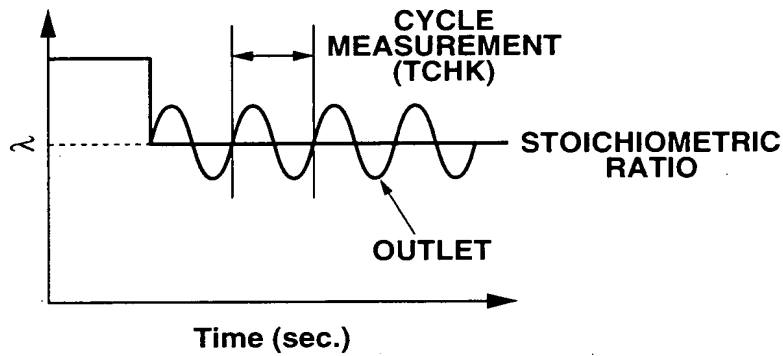 CYCLE
MEASUREMENT
(TCHK)
λ
STOICHIOMETRIC
RATIO
OUTLET
Time (sec.)